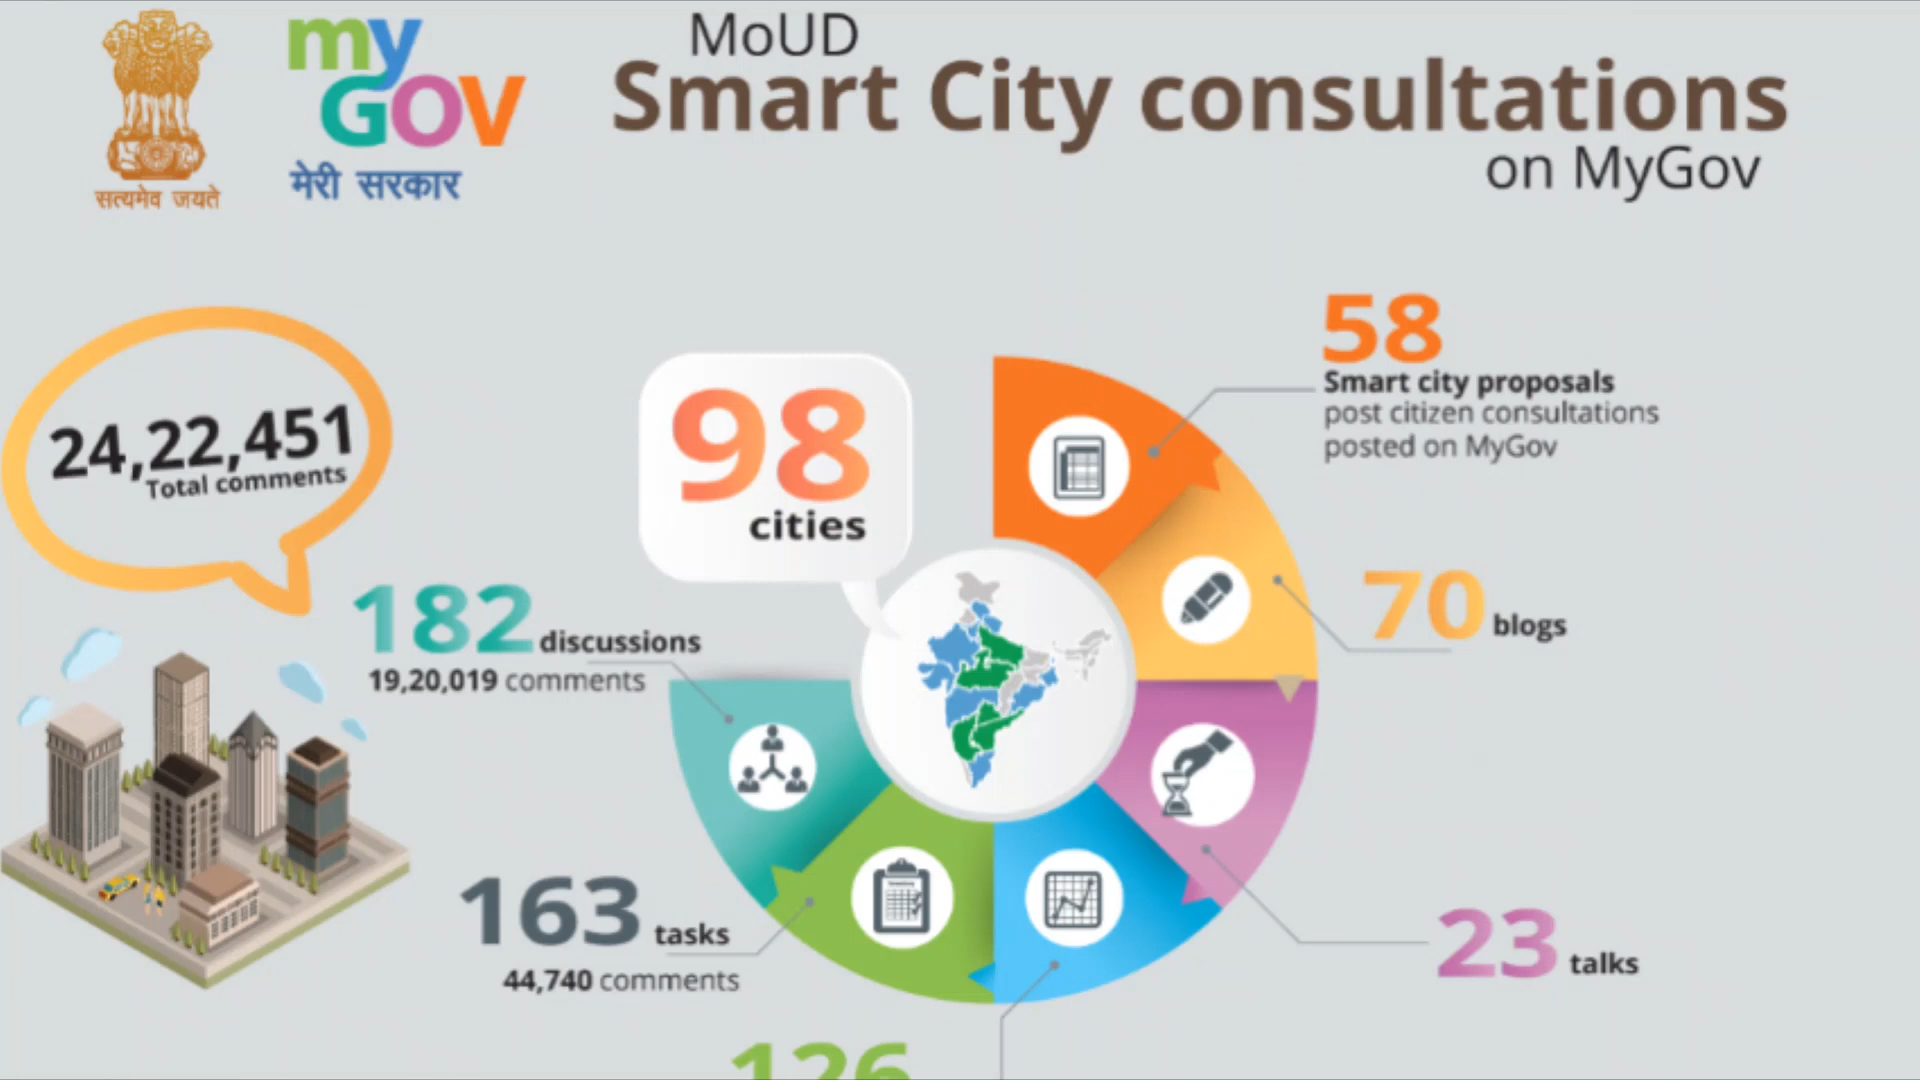 MoUD
Smart City consultations
on MyGov
my
GOV
मेरी सरकार
सत्यमेव जयते
24,22,451
Total comments
98
cities
58
Smart city proposals
post citizen consultations
posted on MyGov
70 blogs
182 discussions
19,20,019 comments
163 tasks
44,740 comments
23 talks
126